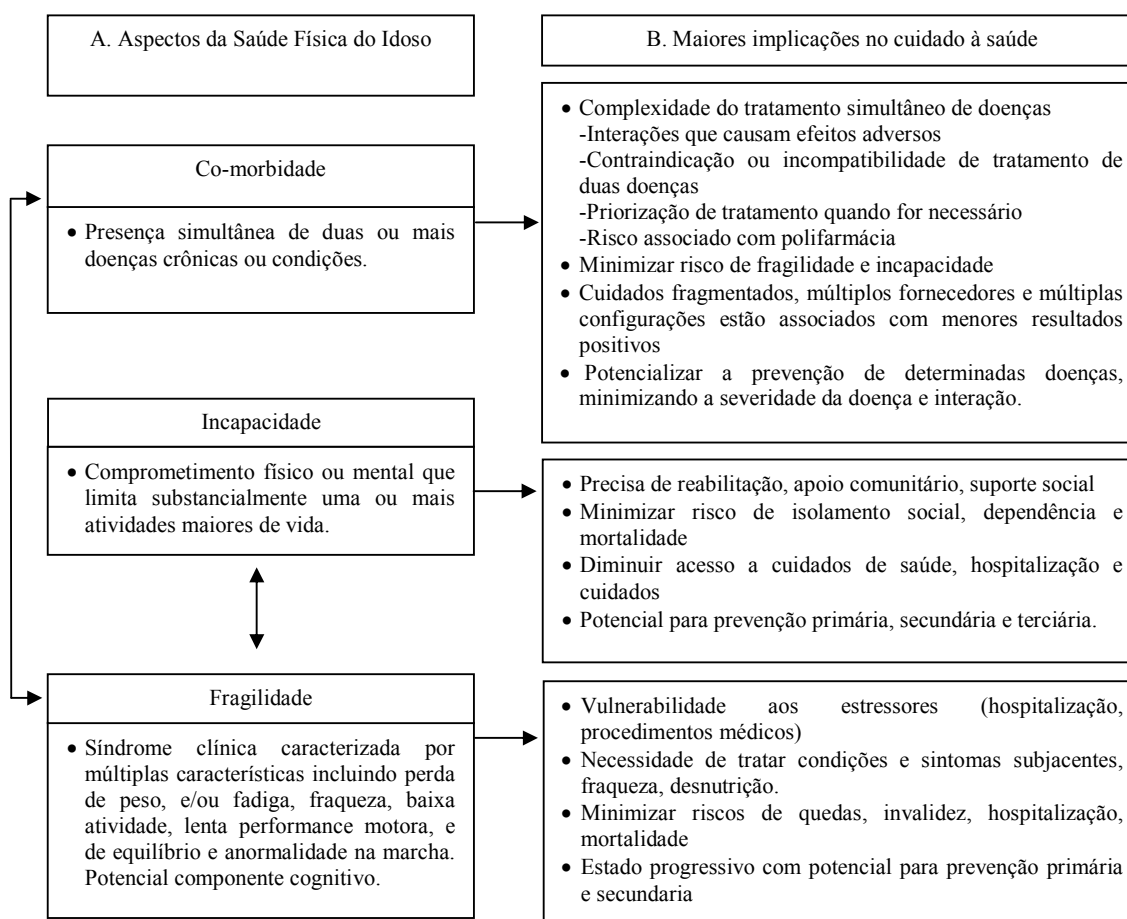 A. Aspectos da Saúde Física do Idoso
B. Maiores implicações no cuidado à saúde
Co-morbidade
• Presença simultânea de duas ou mais
doenças crônicas ou condições.
• Complexidade do tratamento simultâneo de doenças
-Interações que causam efeitos adversos
-Contraindicação ou incompatibilidade de tratamento de
duas doenças
-Priorização de tratamento quando for necessário
-Risco associado com polifarmácia
• Minimizar risco de fragilidade e incapacidade
• Cuidados fragmentados, múltiplos fornecedores e múltiplas
configurações estão associados com menores resultados
positivos
• Potencializar a prevenção de determinadas doenças,
minimizando a severidade da doença e interação.
Incapacidade
• Comprometimento físico ou mental que
limita substancialmente uma ou mais
atividades maiores de vida.
• Precisa de reabilitação, apoio comunitário, suporte social
• Minimizar risco de isolamento social, dependência e
mortalidade
• Diminuir acesso a cuidados de saúde, hospitalização e
cuidados
• Potencial para prevenção primária, secundária e terciária.
Fragilidade
• Síndrome clínica caracterizada por
múltiplas características incluindo perda
de peso, e/ou fadiga, fraqueza, baixa
atividade, lenta performance motora, e
de equilíbrio e anormalidade na marcha.
Potencial componente cognitivo.
• Vulnerabilidade aos estressores (hospitalização,
procedimentos médicos)
• Necessidade de tratar condições e sintomas subjacentes,
fraqueza, desnutrição.
• Minimizar riscos de quedas, invalidez, hospitalização,
mortalidade
• Estado progressivo com potencial para prevenção primária
e secundaria